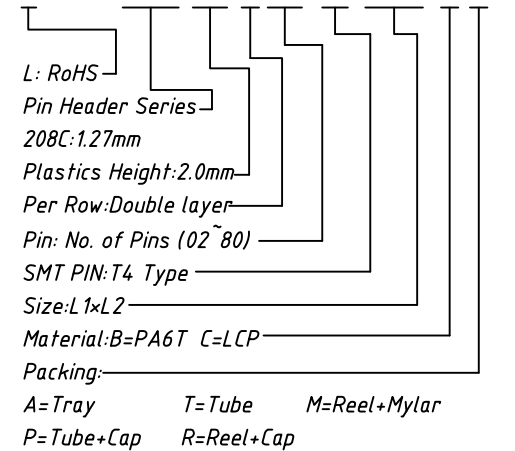 L: RoHS
Pin Header Series
208C:1.27mm
Plastics Height:2.0mm
Per Row:Double layer
Pin: No. of Pins (02~80)
SMT PIN:T4 Type
Size:L1×L2
Material:B=PA6T C=LCP
Packing:
A=Tray T=Tube M=Reel+Mylar
P=Tube+Cap R=Reel+Cap